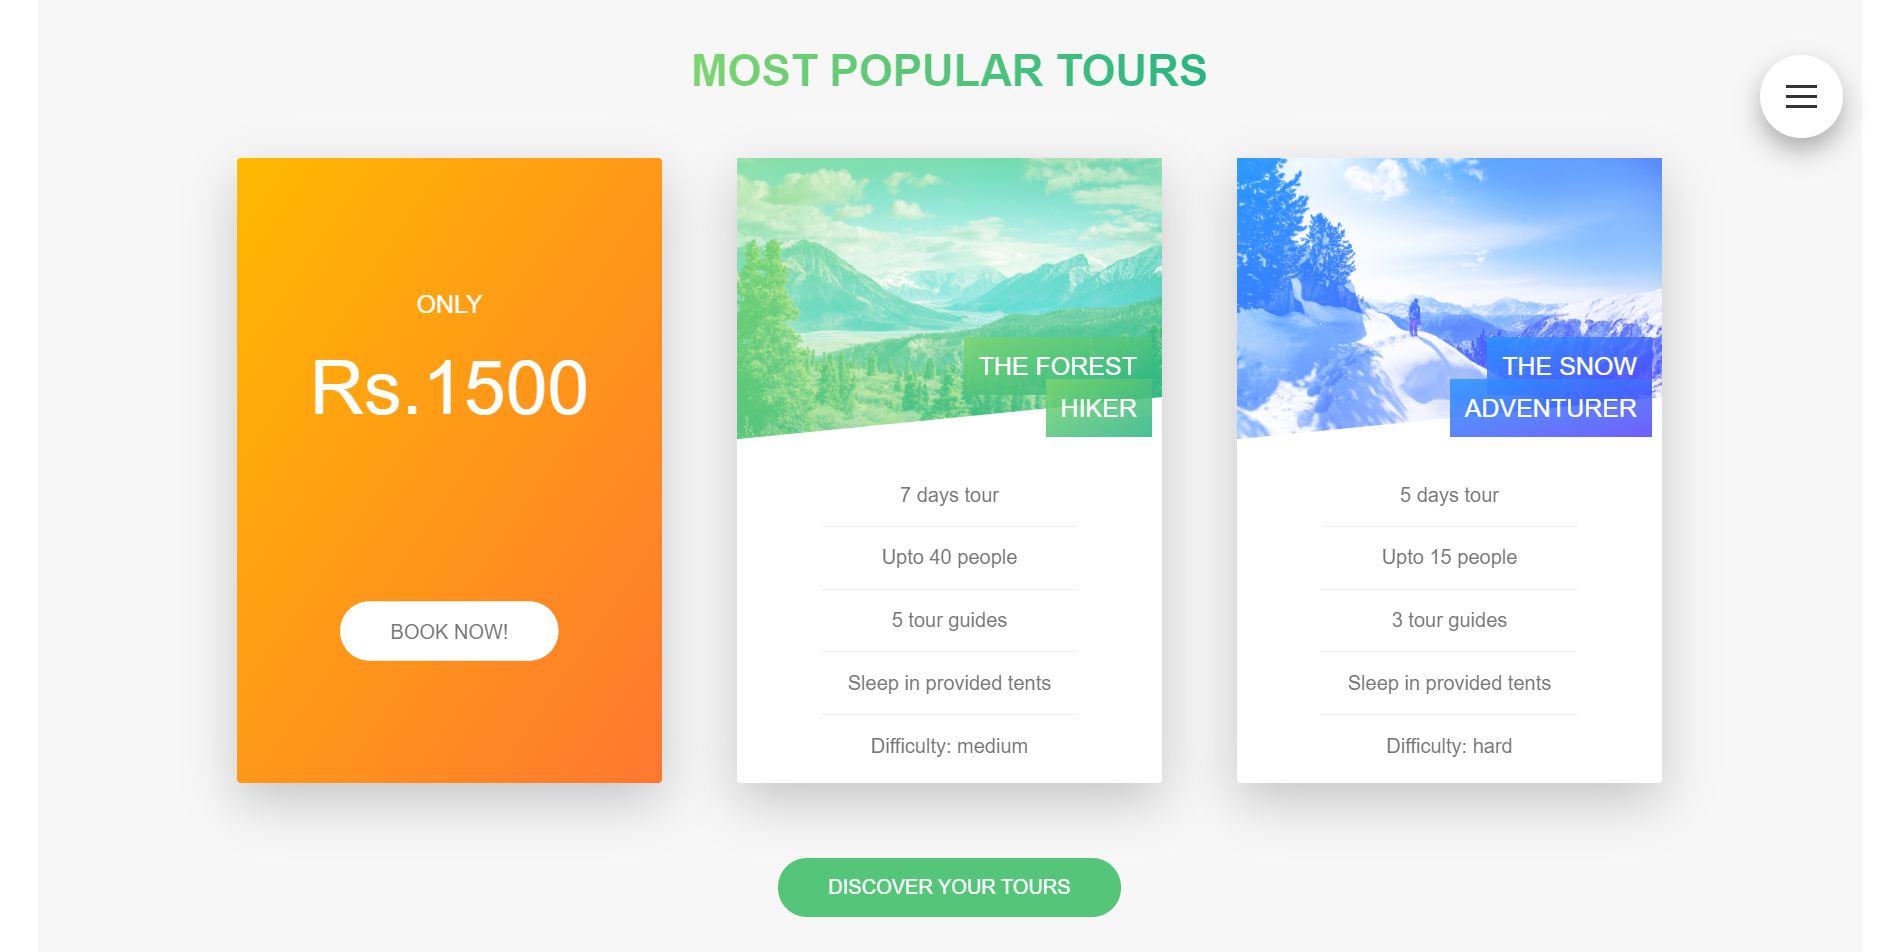 MOST POPULAR TOURS
ONLY
Rs.1500
BOOK NOW!
THE FOREST
HIKER
7 days tour
Upto 40 people
5 tour guides
Sleep in provided tents
Difficulty: medium
THE SNOW
ADVENTURER
5 days tour
Upto 15 people
3 tour guides
Sleep in provided tents
Difficulty: hard
DISCOVER YOUR TOURS